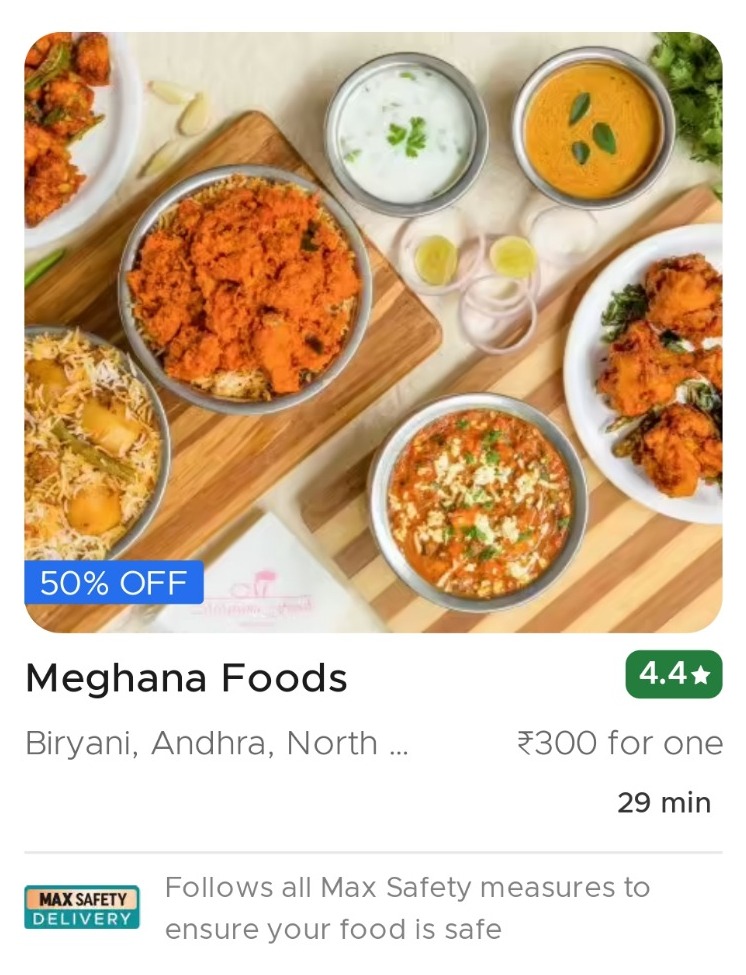 50% OFF
Meghana Foods
4.4★
Biryani, Andhra, North ...
₹300 for one
29 min
MAX SAFETY
DELIVERY
Follows all Max Safety measures to
ensure your food is safe